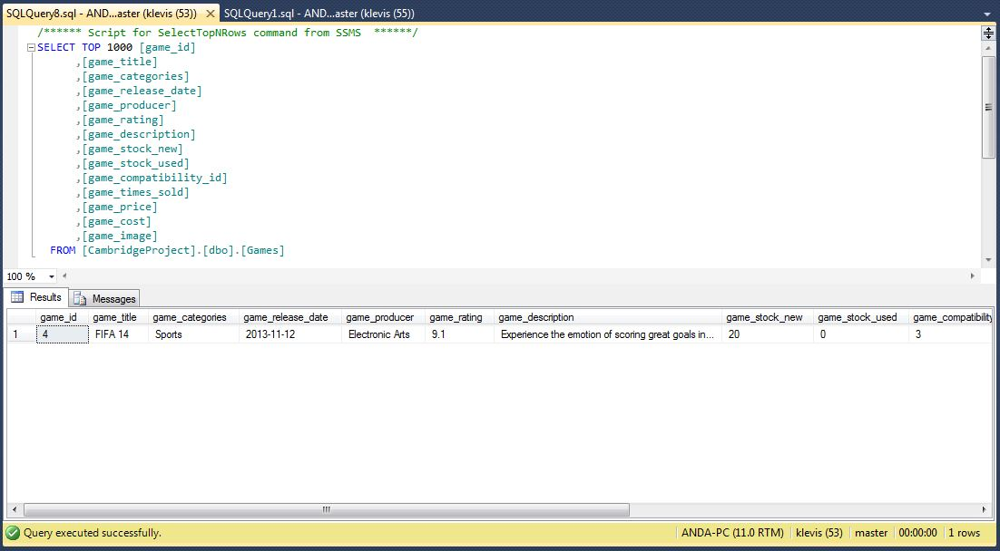 SQLQuery8.sql - AND...aster (klevis (53)) SQLQuery1.sql - AND...aster (klevis (55))
/****** Script for SelectTopNRows command from SSMS  ******/
SELECT TOP 1000 [game_id]
,[game_title]
,[game_categories]
,[game_release_date]
,[game_producer]
,[game_rating]
,[game_description]
,[game_stock_new]
,[game_stock_used]
,[game_compatibility_id]
,[game_times_sold]
,[game_price]
,[game_cost]
,[game_image]
FROM [CambridgeProject].[dbo].[Games]
100 %
Results Messages
game_id game_title game_categories game_release_date game_producer game_rating game_description game_stock_new game_stock_used game_compatibility
1 4 FIFA 14 Sports 2013-11-12 Electronic Arts 9.1 Experience the emotion of scoring great goals in... 20 0 3
Query executed successfully. ANDA-PC (11.0 RTM) klevis (53) master 00:00:00 1 rows